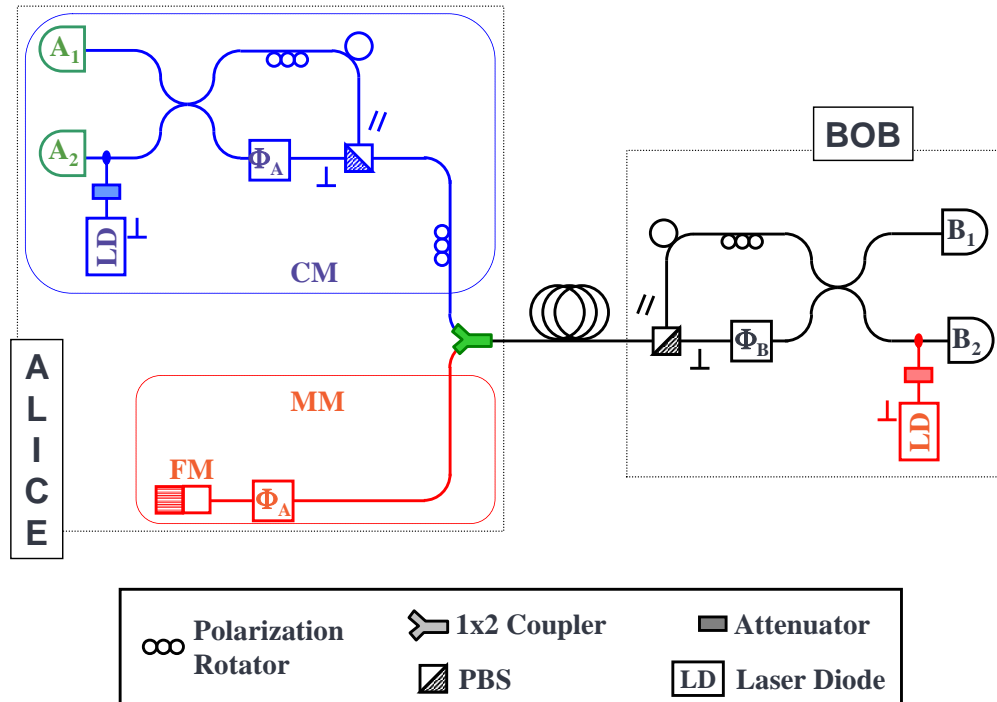 A1
//
BOB
A2
ΦA
⊥
B1
LD
⊥
CM
//
ΦB
B2
⊥
A
L
I
C
E
MM
⊥
LD
FM
ΦA
Polarization
Rotator
1x2 Coupler
PBS
Attenuator
LD
Laser Diode